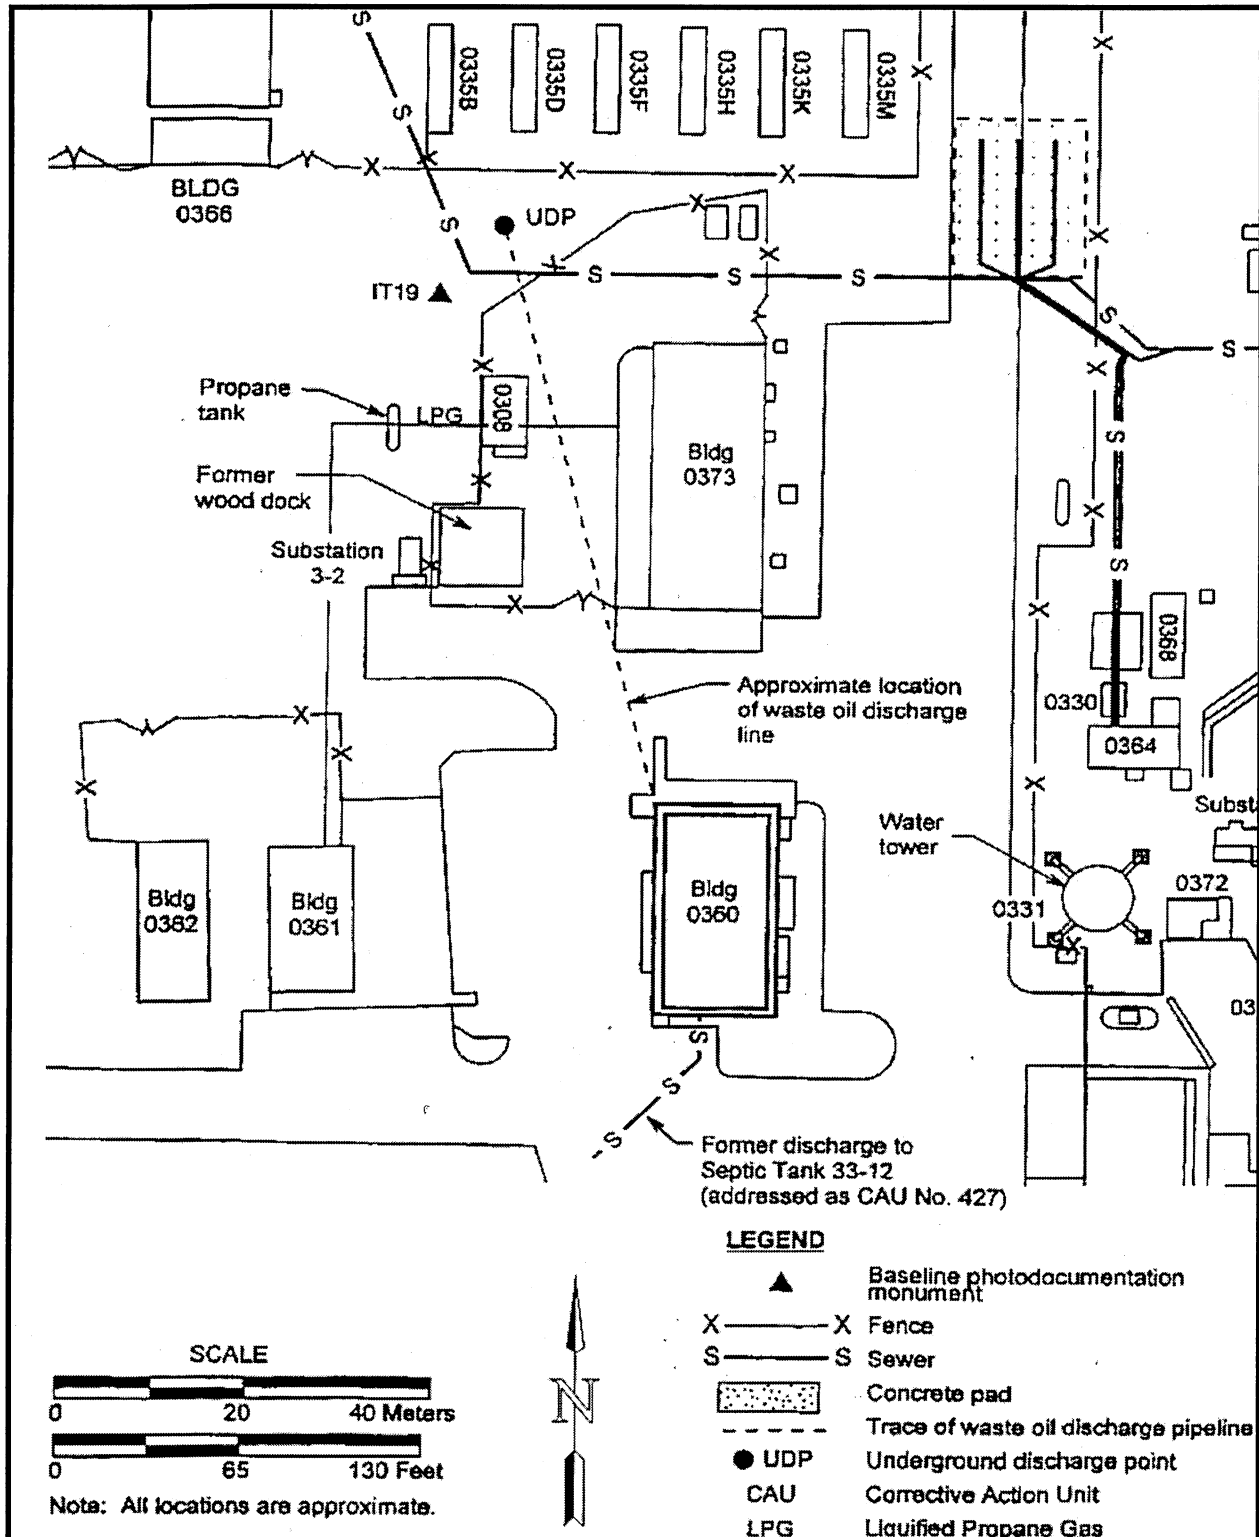 S
0335B
0335D
0335F
0335H
0335K
0335M
X
X
S
X
X
X
X
BLDG
0366
S
UDP
X
X
X
X
S
S
S
IT19
S
S
X
X
Propane
tank
LPG
0308
Bldg
0373
S
Former
wood dock
X
X
Substation
3-2
X
X
S
X
0368
Approximate location
of waste oil discharge
line
0330
0364
X
X
X
X
Subst
Water
tower
0372
Bldg
0362
Bldg
0361
Bldg
0360
0331
X
03
S
S
S
Former discharge to
Septic Tank 33-12
(addressed as CAU No. 427)
LEGEND
Baseline photodocumentation
monument
X X Fence
S S Sewer
Concrete pad
Trace of waste oil discharge pipeline
UDP Underground discharge point
CAU Corrective Action Unit
LPG Liquified Propane Gas
SCALE
0 20 40 Meters
0 65 130 Feet
Note: All locations are approximate.
N